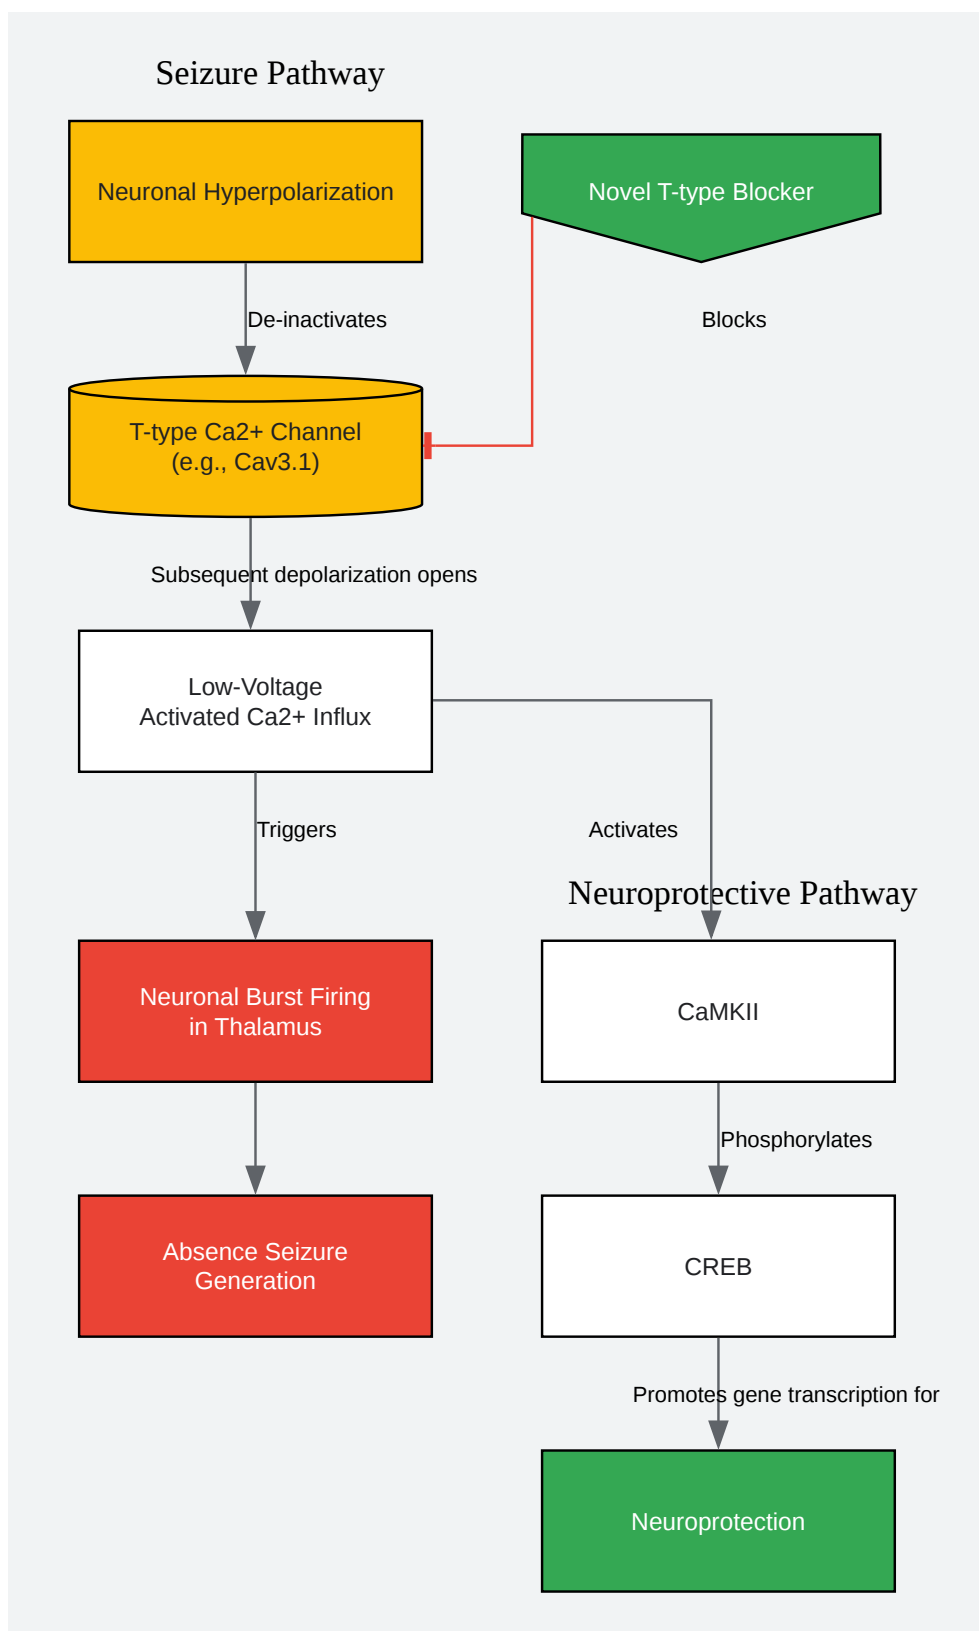 Seizure Pathway
Neuronal Hyperpolarization
Novel T-type Blocker
De-inactivates
Blocks
T-type Ca2+ Channel
(e.g., Cav3.1)
Subsequent depolarization opens
Low-Voltage
Activated Ca2+ Influx
Triggers
Activates
Neuroprotective Pathway
Neuronal Burst Firing
in Thalamus
CaMKII
Phosphorylates
Absence Seizure
Generation
CREB
Promotes gene transcription for
Neuroprotection